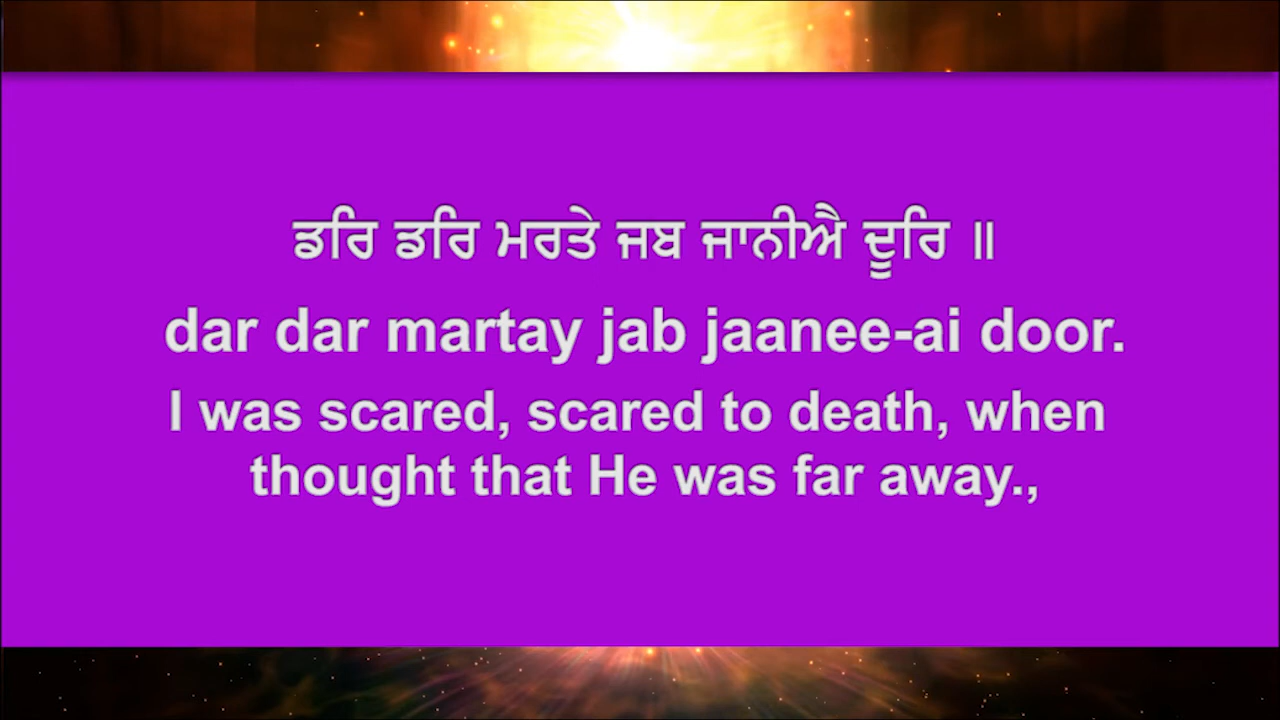 ਡਰਿ ਡਰਿ ਮਰਤੇ ਜਬ ਜਾਨੀਐ ਦੂਰਿ ॥
dar dar martay jab jaanee-ai door.
I was scared, scared to death, when
thought that He was far away.,